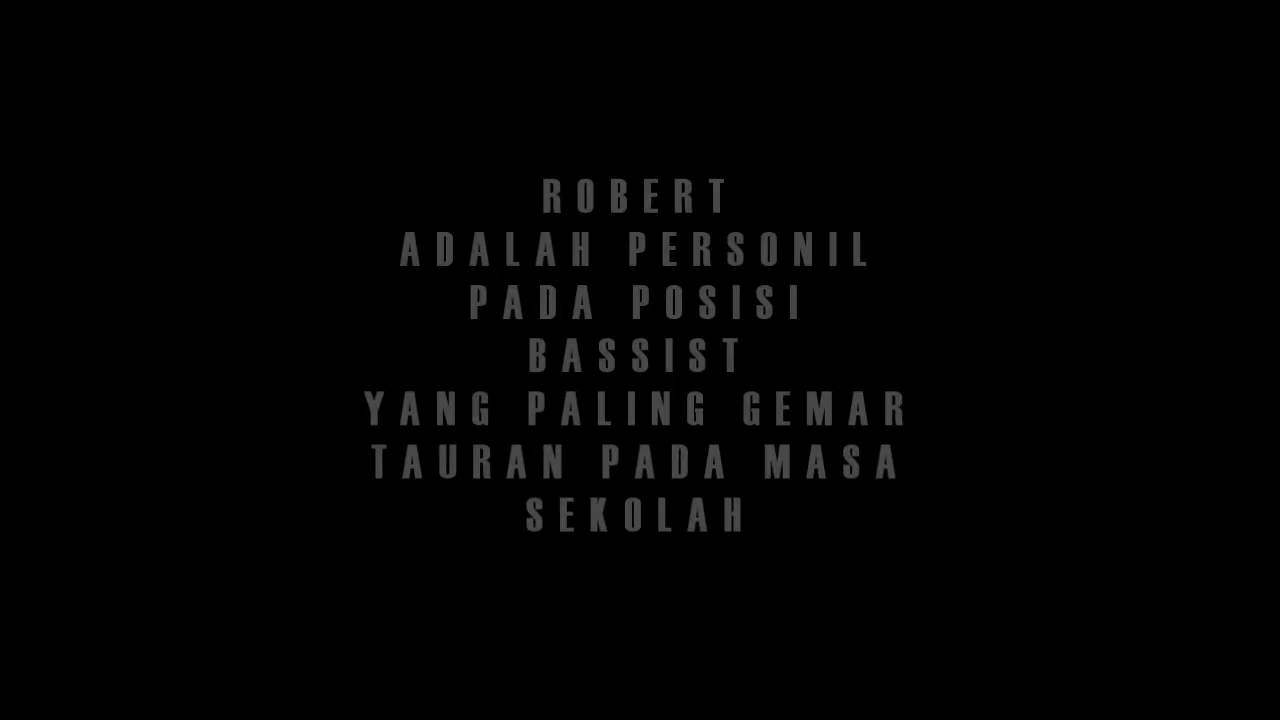 ROBERT
ADALAH PERSONIL
PADA POSISI
BASSIST
YANG PALING GEMAR
TAURAN PADA MASA
SEKOLAH